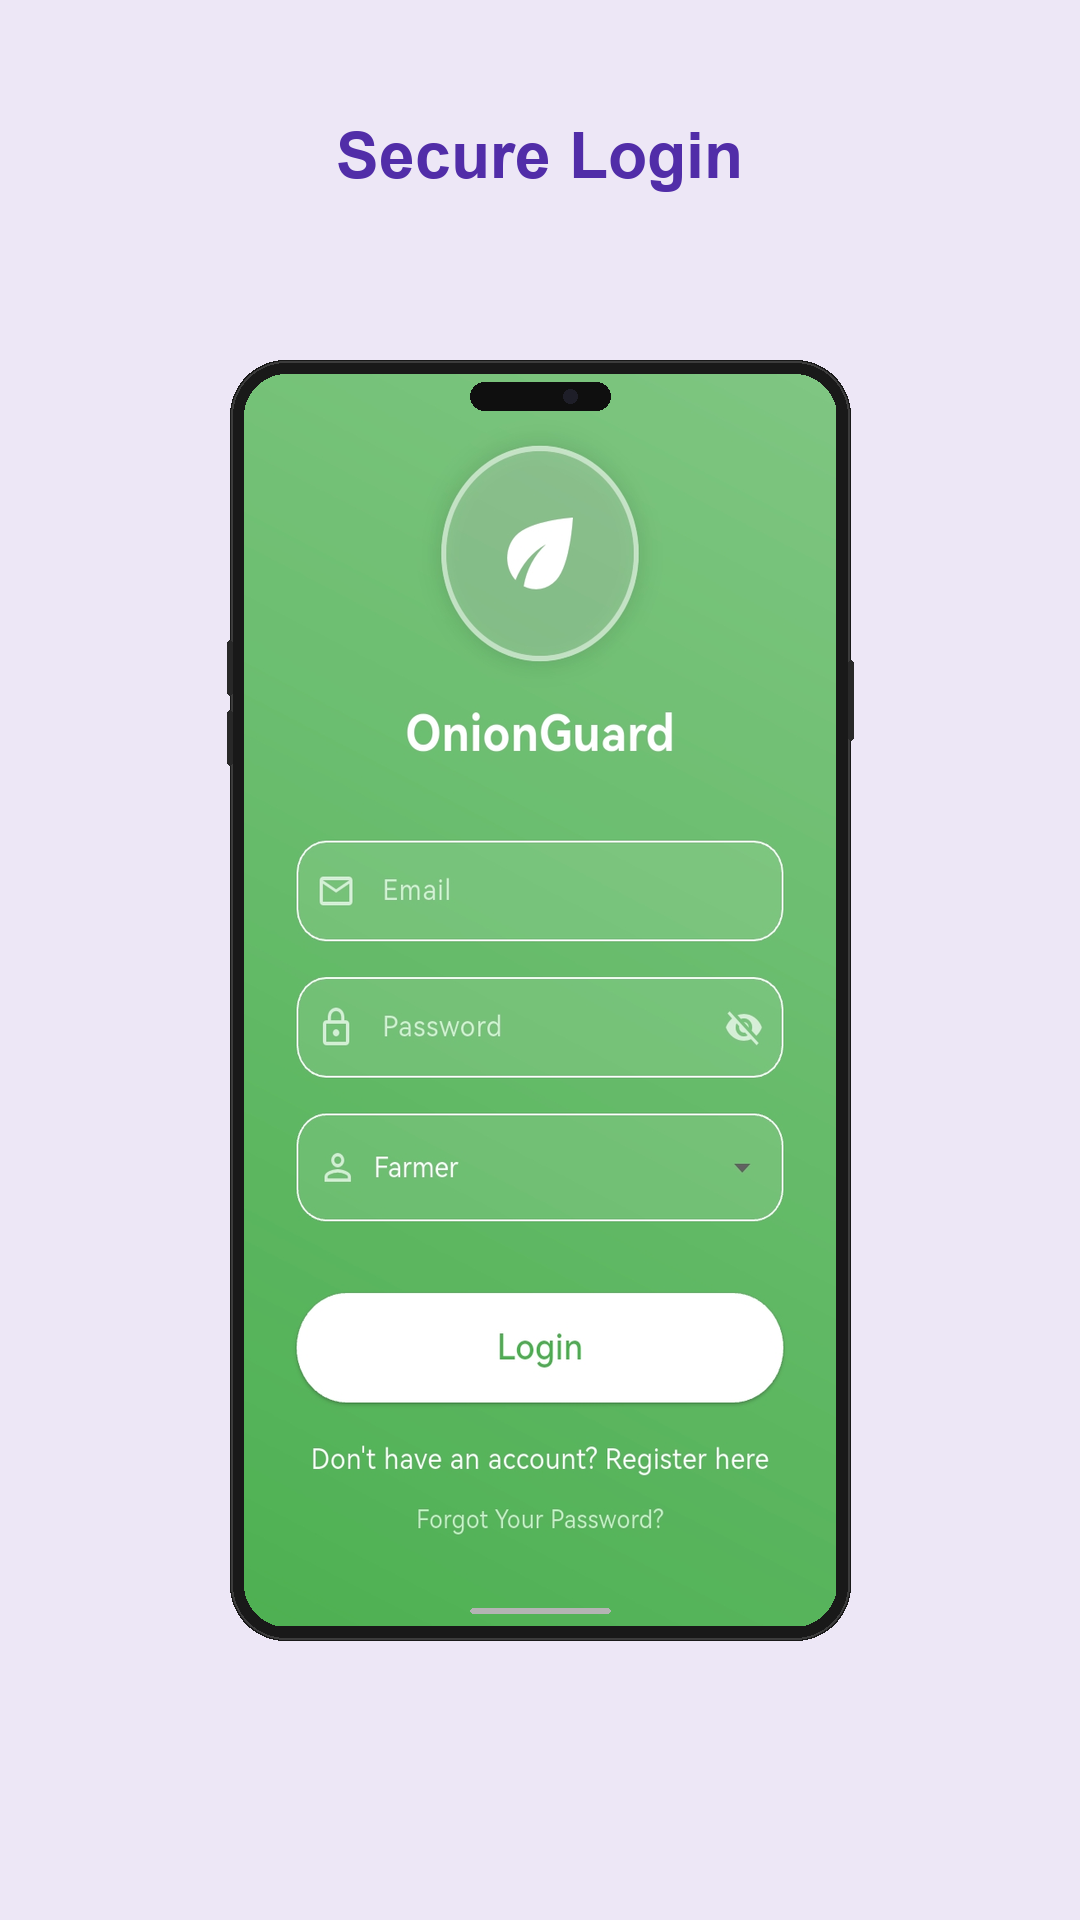 Secure Login
OnionGuard
Email
Password
Farmer
Login
Don't have an account? Register here
Forgot Your Password?